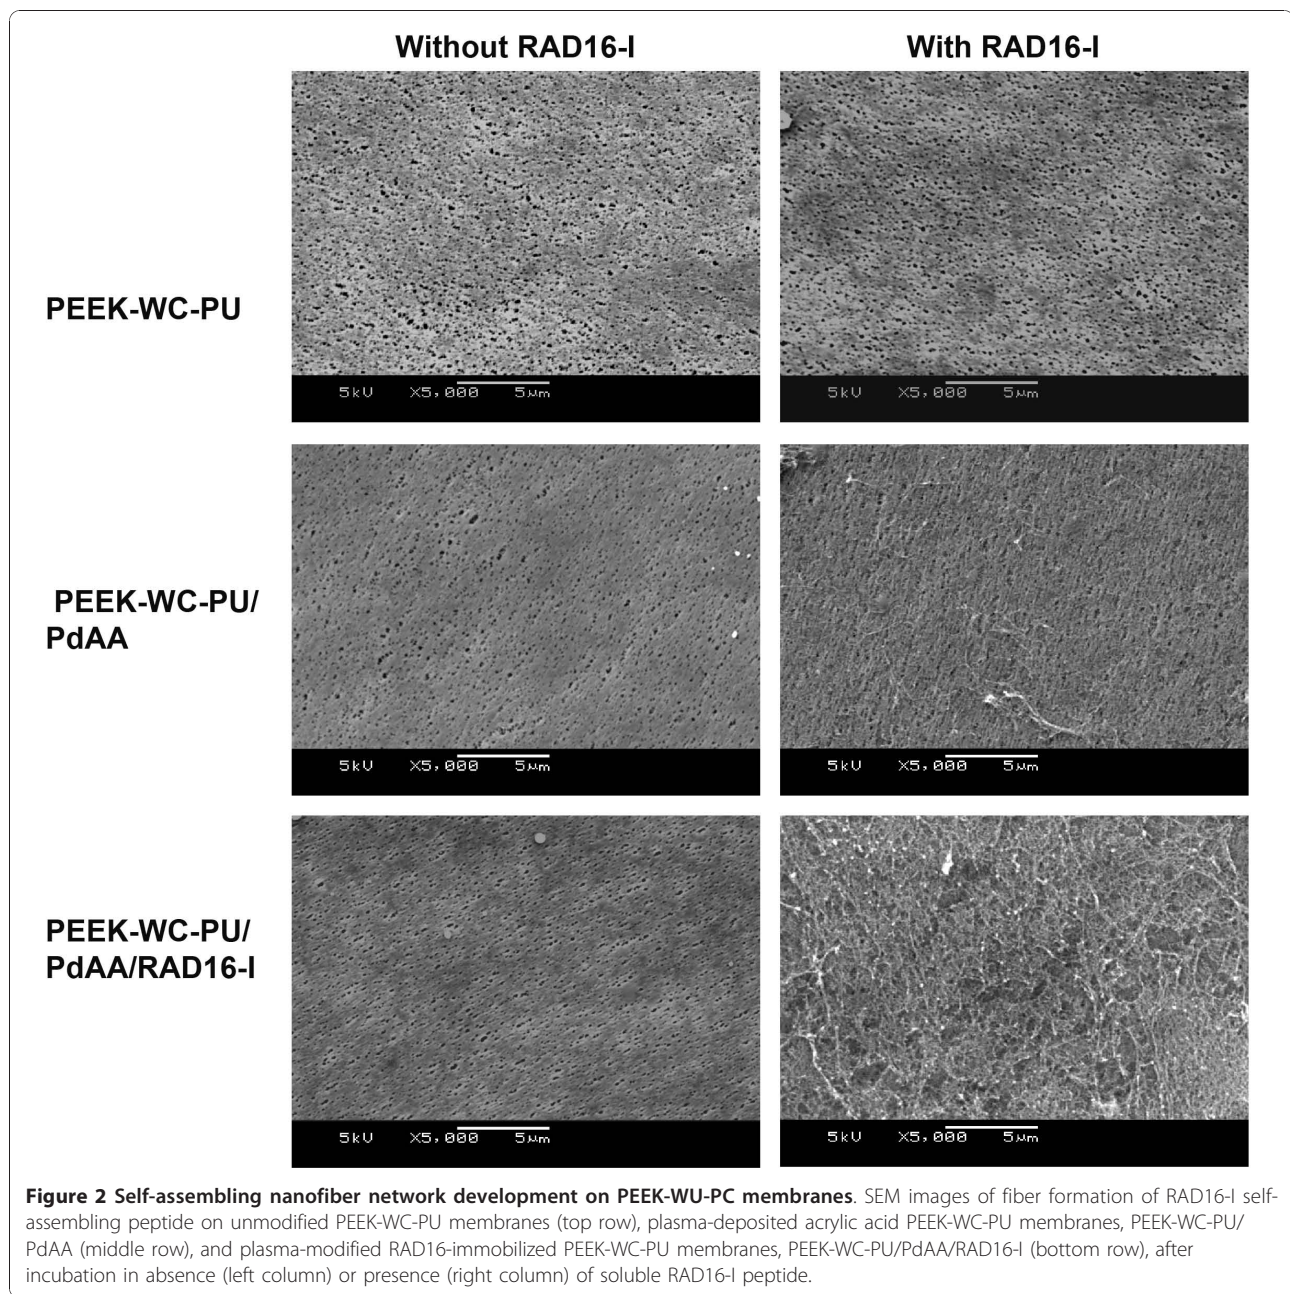 Without RAD16-I
With RAD16-I
PEEK-WC-PU
5kV X5,000 5µm
5kV X5,000 5µm
PEEK-WC-PU/
PdAA
5kV X5,000 5µm
5kV X5,000 5µm
PEEK-WC-PU/
PdAA/RAD16-I
5kV X5,000 5µm
5kV X5,000 5µm
Figure 2 Self-assembling nanofiber network development on PEEK-WU-PC membranes. SEM images of fiber formation of RAD16-I self-
assembling peptide on unmodified PEEK-WC-PU membranes (top row), plasma-deposited acrylic acid PEEK-WC-PU membranes, PEEK-WC-PU/
PdAA (middle row), and plasma-modified RAD16-immobilized PEEK-WC-PU membranes, PEEK-WC-PU/PdAA/RAD16-I (bottom row), after
incubation in absence (left column) or presence (right column) of soluble RAD16-I peptide.